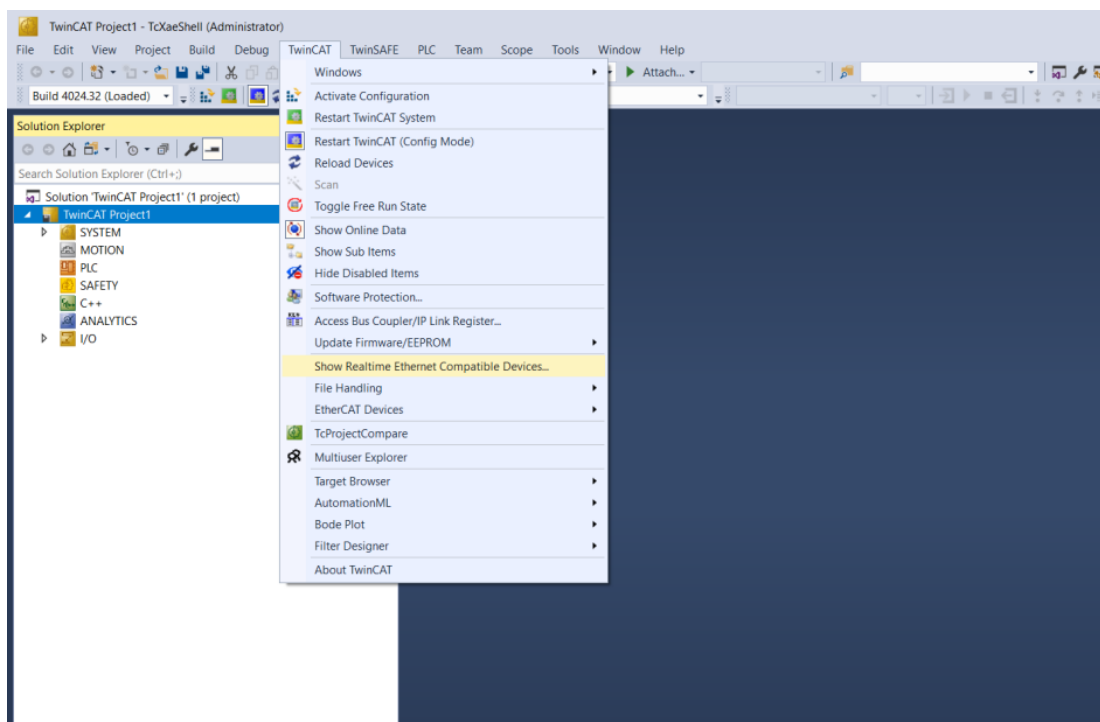 TwinCAT Project1 - TcXaeShell (Administrator)
File Edit View Project Build Debug TwinCAT TwinSAFE PLC Team Scope Tools Window Help
Attach...
Build 4024.32 (Loaded)
Solution Explorer
Search Solution Explorer (Ctrl+;)
Solution 'TwinCAT Project1' (1 project)
TwinCAT Project1
SYSTEM
MOTION
PLC
SAFETY
C++
ANALYTICS
I/O
Windows
Activate Configuration
Restart TwinCAT System
Restart TwinCAT (Config Mode)
Reload Devices
Scan
Toggle Free Run State
Show Online Data
Show Sub Items
Hide Disabled Items
Software Protection...
Access Bus Coupler/IP Link Register...
Update Firmware/EEPROM
Show Realtime Ethernet Compatible Devices...
File Handling
EtherCAT Devices
TcProjectCompare
Multiuser Explorer
Target Browser
AutomationML
Bode Plot
Filter Designer
About TwinCAT